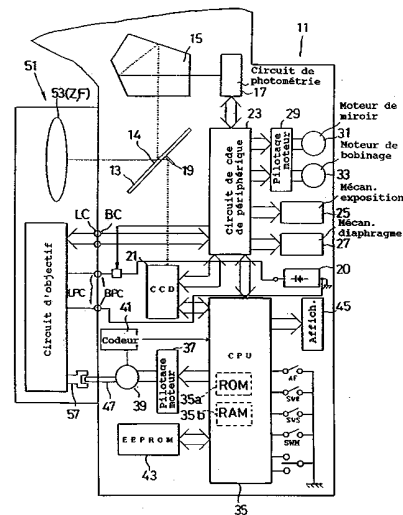 11
15
51
53(Z,F)
Circuit de
photométrie
17
23
29
Moteur de
miroir
31
14
13
19
Circuit de cde
de périphérique
Pilotage
moteur
Moteur de
bobinage
33
Mécan. exposition
25
Mécan. diaphragme
27
LC
BC
21
CCD
20
Circuit d'objectif
LPC
BPC
41
Codeur
37
Affich.
45
CPU
Pilotage
moteur
35a
ROM
35b
RAM
AF
SWR
SWS
SWM
57
47
39
EEPROM
43
35